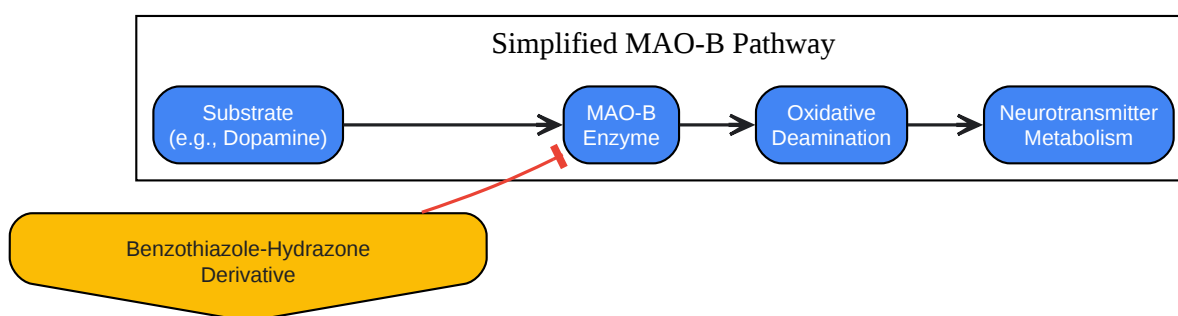 Simplified MAO-B Pathway
Substrate
(e.g., Dopamine)
MAO-B
Enzyme
Oxidative
Deamination
Neurotransmitter
Metabolism
Benzothiazole-Hydrazone
Derivative